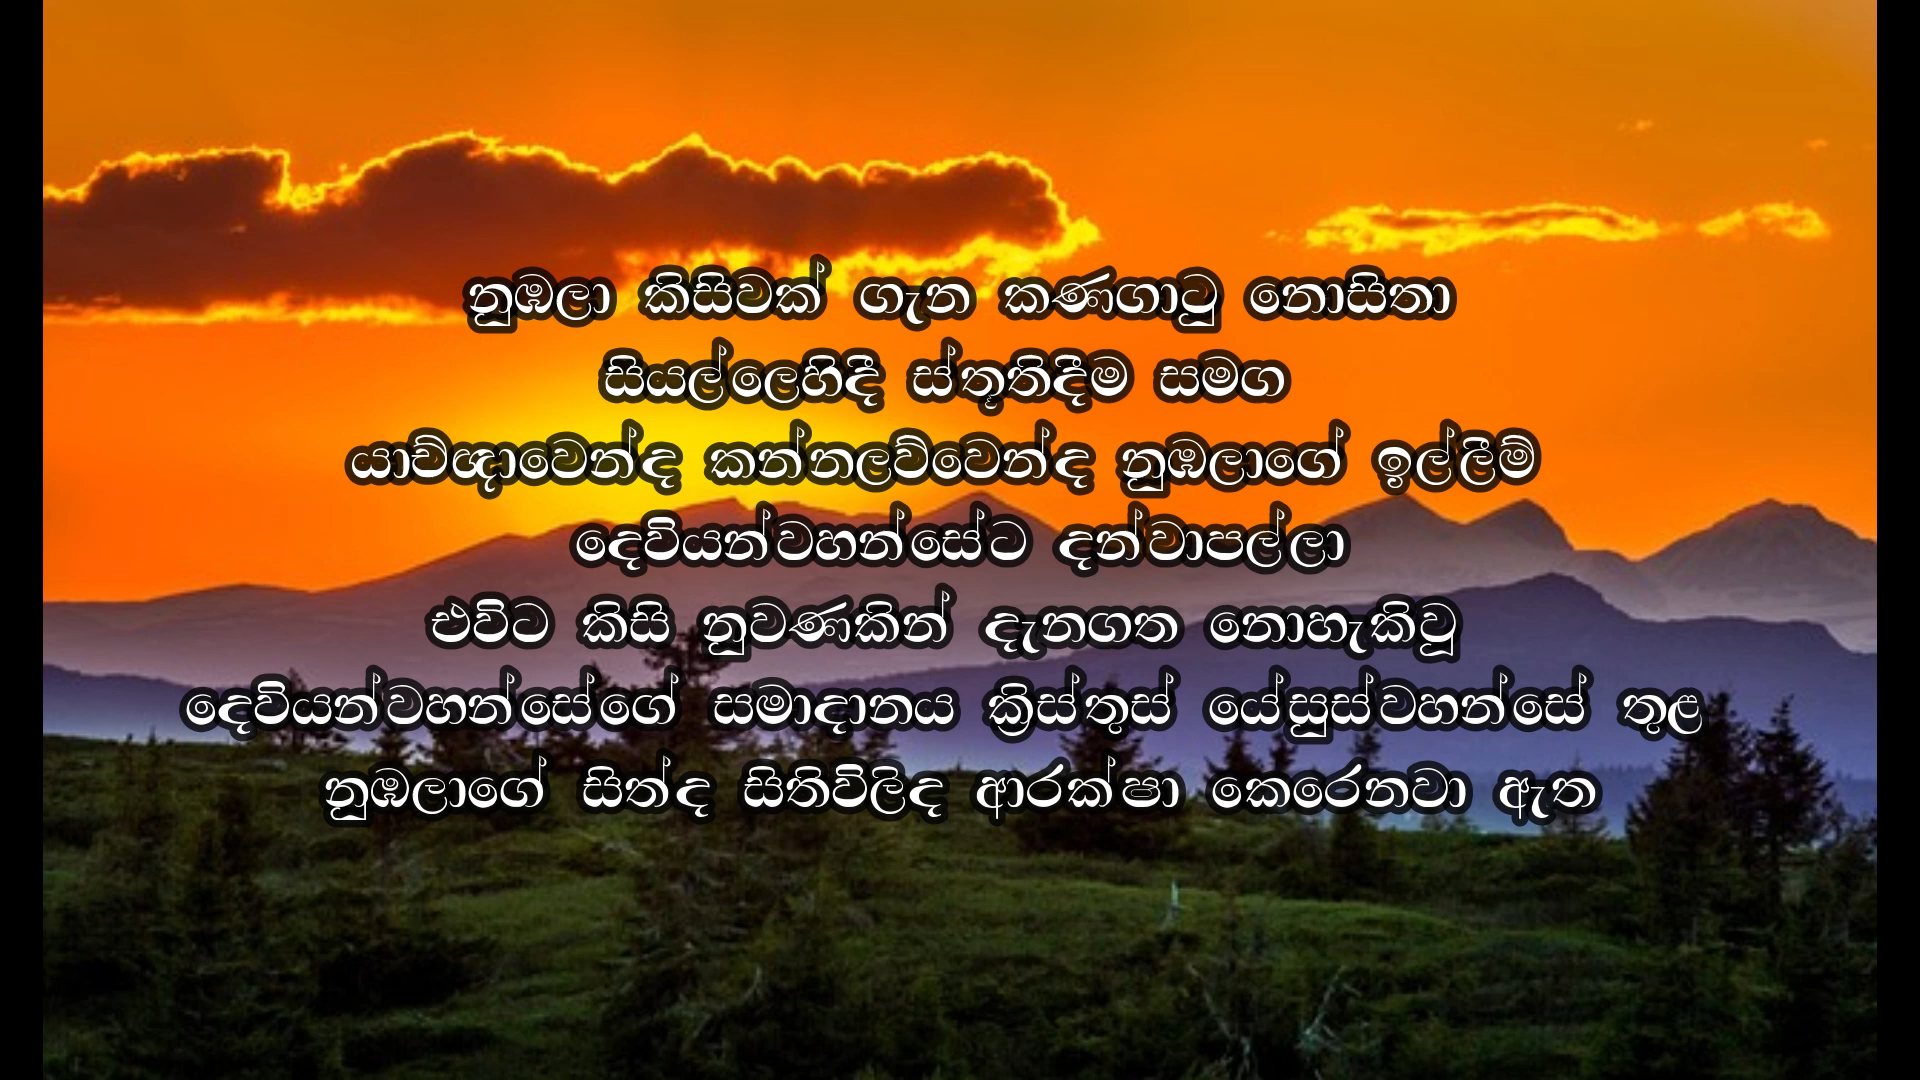 නුඹලා කිසිවක් ගැන කණගාටු නොසිතා
සියල්ලෙහිදී ස්තූතිදීම සමග
යාච්ඤාවෙන්ද කන්නලව්වෙන්ද නුඹලාගේ ඉල්ලීම්
දෙවියන්වහන්සේට දන්වාපල්ලා
එවිට කිසි නුවණකින් දැනගත නොහැකිවූ
දෙවියන්වහන්සේගේ සමාදානය ක්‍රිස්තුස් යේසුස්වහන්සේ තුළ
නුඹලාගේ සිත්ද සිතිවිලිද ආරක්ෂා කෙරෙනවා ඇත